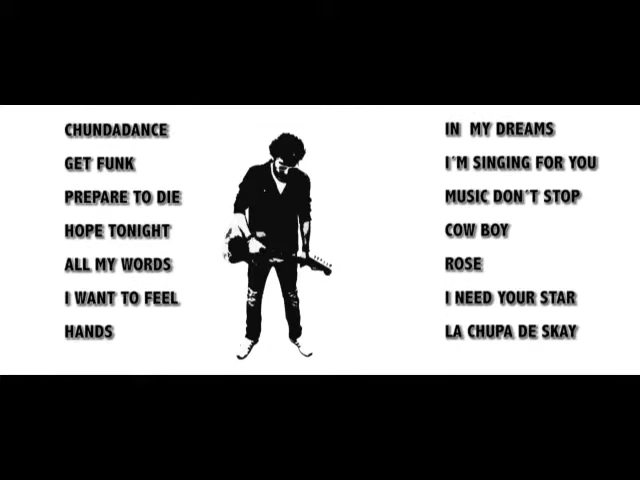 CHUNDADANCE
GET FUNK
PREPARE TO DIE
HOPE TONIGHT
ALL MY WORDS
I WANT TO FEEL
HANDS
IN MY DREAMS
I´M SINGING FOR YOU
MUSIC DON´T STOP
COW BOY
ROSE
I NEED YOUR STAR
LA CHUPA DE SKAY